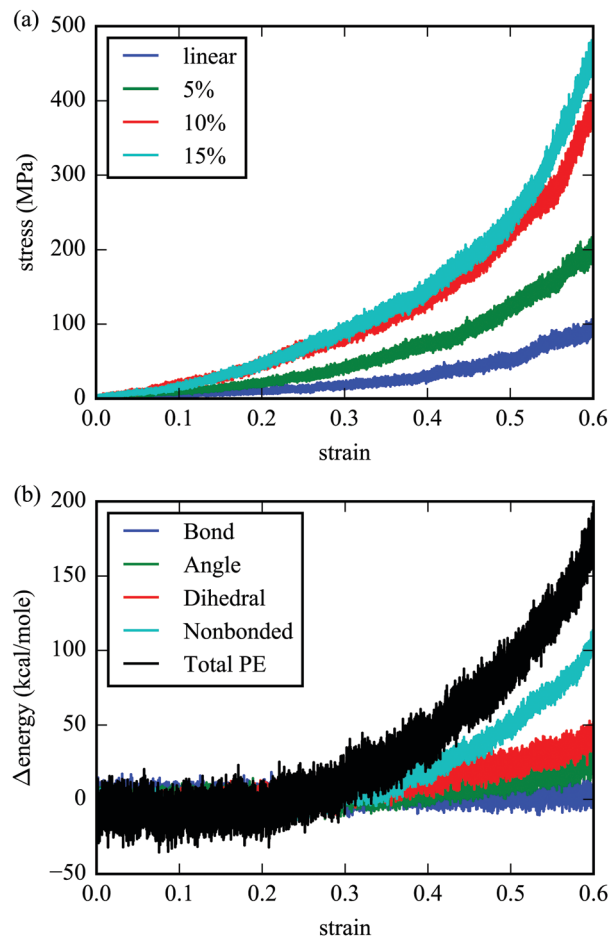 (a)
500
400
300
200
100
0
stress (MPa)
linear
5%
10%
15%
0.0 0.1 0.2 0.3 0.4 0.5 0.6
strain
(b)
200
150
100
50
0
−50
Δenergy (kcal/mole)
Bond
Angle
Dihedral
Nonbonded
Total PE
0.0 0.1 0.2 0.3 0.4 0.5 0.6
strain